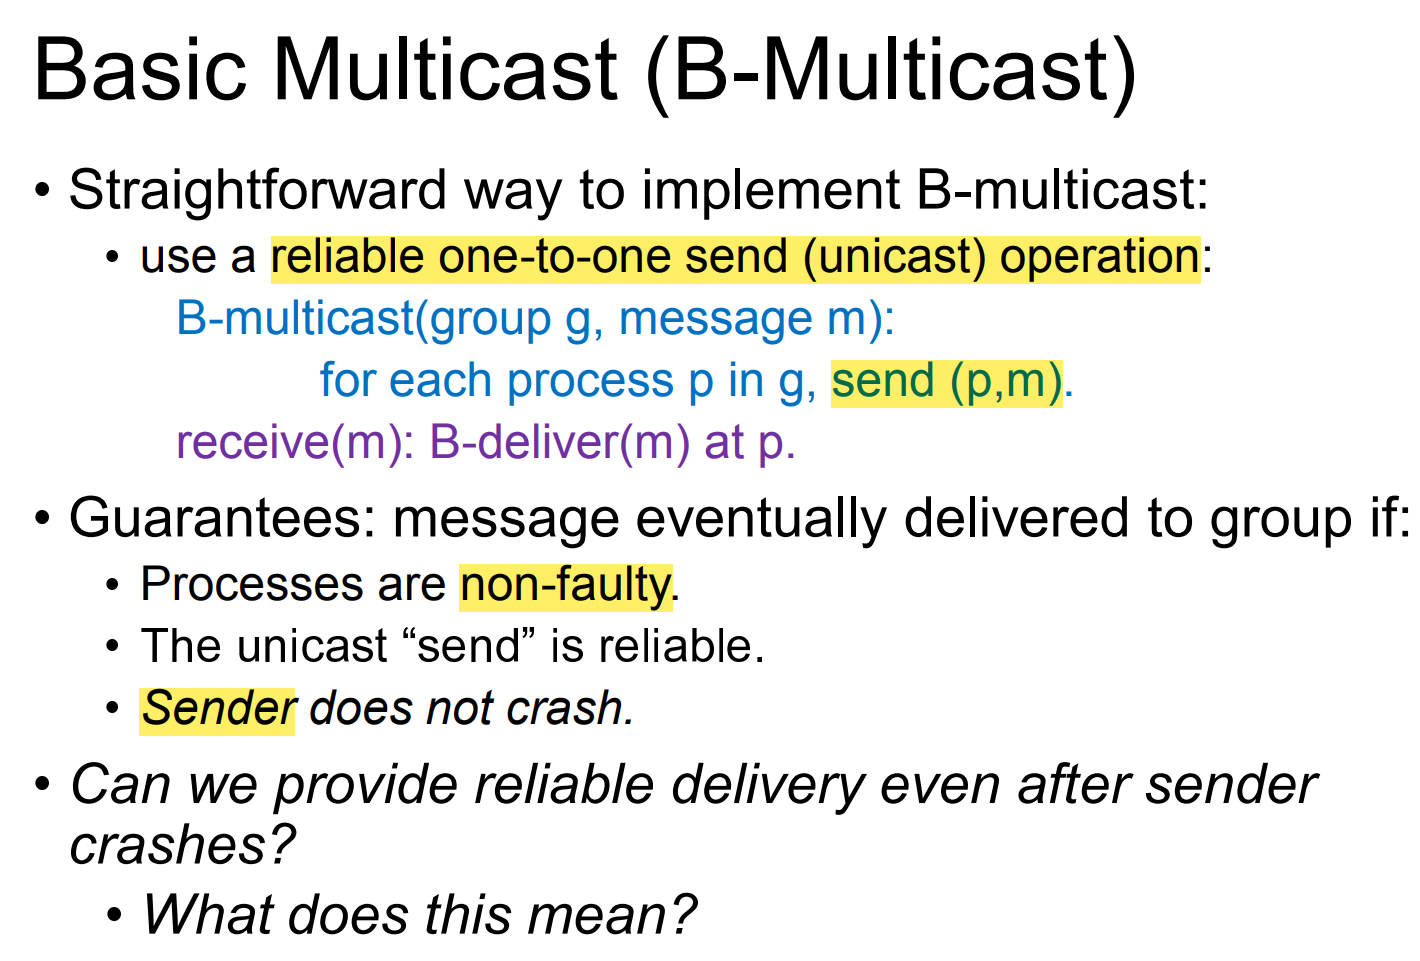 Basic Multicast (B-Multicast)
• Straightforward way to implement B-multicast:
• use a reliable one-to-one send (unicast) operation:
B-multicast(group g, message m):
for each process p in g, send (p,m).
receive(m): B-deliver(m) at p.
• Guarantees: message eventually delivered to group if:
• Processes are non-faulty.
• The unicast “send” is reliable.
• Sender does not crash.
• Can we provide reliable delivery even after sender
crashes?
• What does this mean?